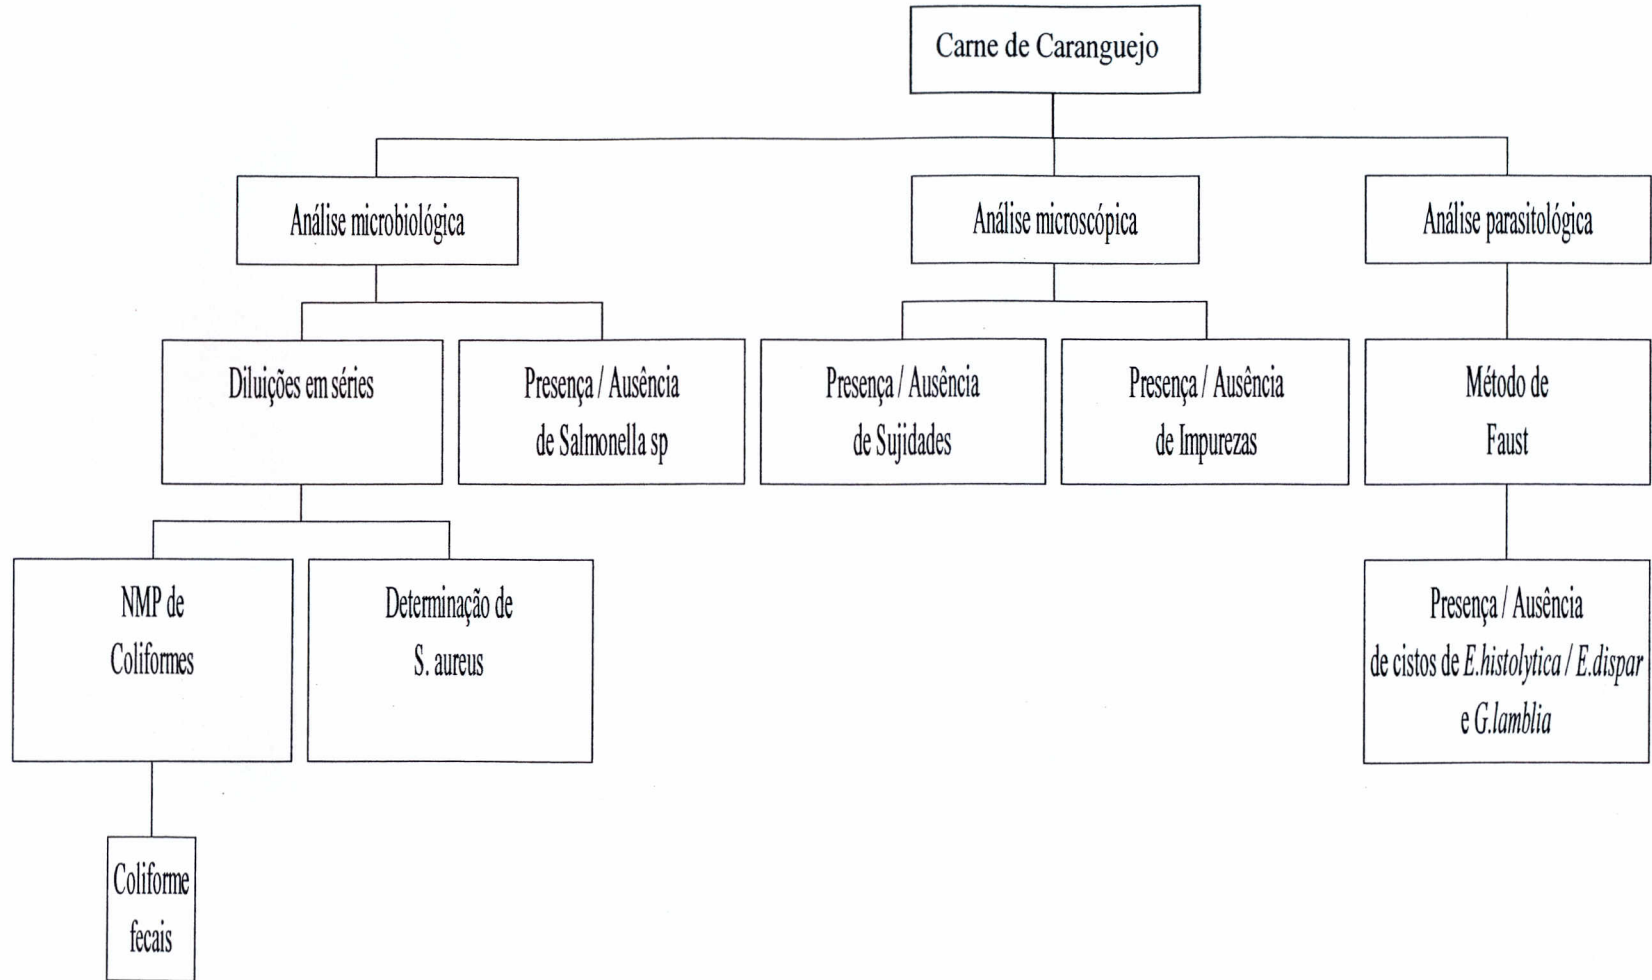 Carne de Caranguejo
Análise microbiológica
Análise microscópica
Análise parasitológica
Diluições em séries
Presença / Ausência
de Salmonella sp
Presença / Ausência
de Sujidades
Presença / Ausência
de Impurezas
Método de
Faust
NMP de
Coliformes
Determinação de
S. aureus
Presença / Ausência
de cistos de E.histolytica / E.dispar
e G.lamblia
Coliforme
fecais